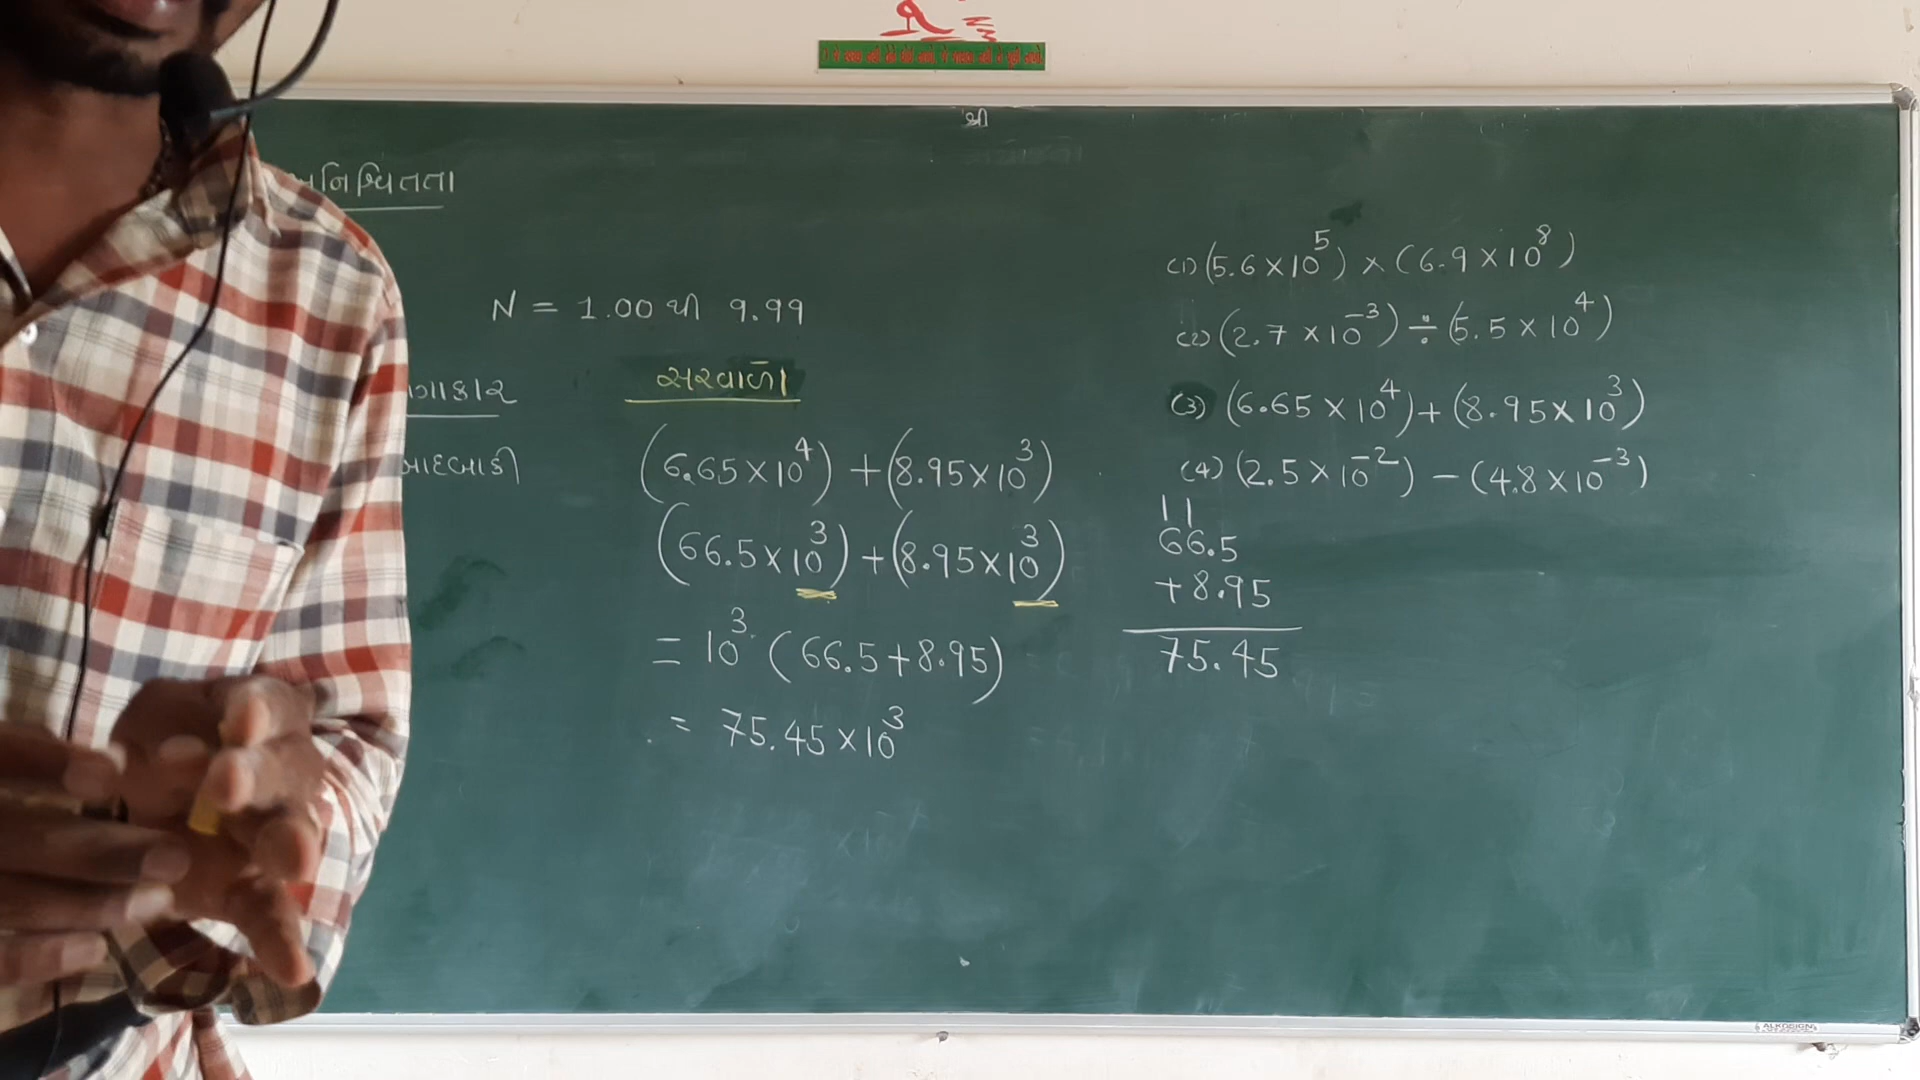 શ્રી
અનિશ્ચિતતા
N = 1.00 થી 9.99
ગાકાર
બાદબાકી
સરવાળા
(6.65 × 10⁴) + (8.95 × 10³)
(66.5 × 10³) + (8.95 × 10³)
= 10³ (66.5 + 8.95)
= 75.45 × 10³
(1) (5.6 × 10⁵) × (6.9 × 10⁸)
(2) (2.7 × 10⁻³) ÷ (5.5 × 10⁴)
(3) (6.65 × 10⁴) + (8.95 × 10³)
(4) (2.5 × 10⁻²) − (4.8 × 10⁻³)
11
66.5
+ 8.95
75.45